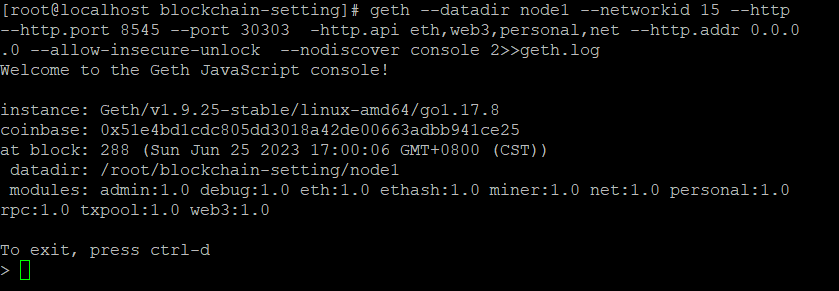 [root@localhost blockchain-setting]# geth --datadir node1 --networkid 15 --http
--http.port 8545 --port 30303  -http.api eth,web3,personal,net --http.addr 0.0.0
.0 --allow-insecure-unlock  --nodiscover console 2>>geth.log
Welcome to the Geth JavaScript console!

instance: Geth/v1.9.25-stable/linux-amd64/go1.17.8
coinbase: 0x51e4bd1cdc805dd3018a42de00663adbb941ce25
at block: 288 (Sun Jun 25 2023 17:00:06 GMT+0800 (CST))
 datadir: /root/blockchain-setting/node1
 modules: admin:1.0 debug:1.0 eth:1.0 ethash:1.0 miner:1.0 net:1.0 personal:1.0
rpc:1.0 txpool:1.0 web3:1.0

To exit, press ctrl-d
>